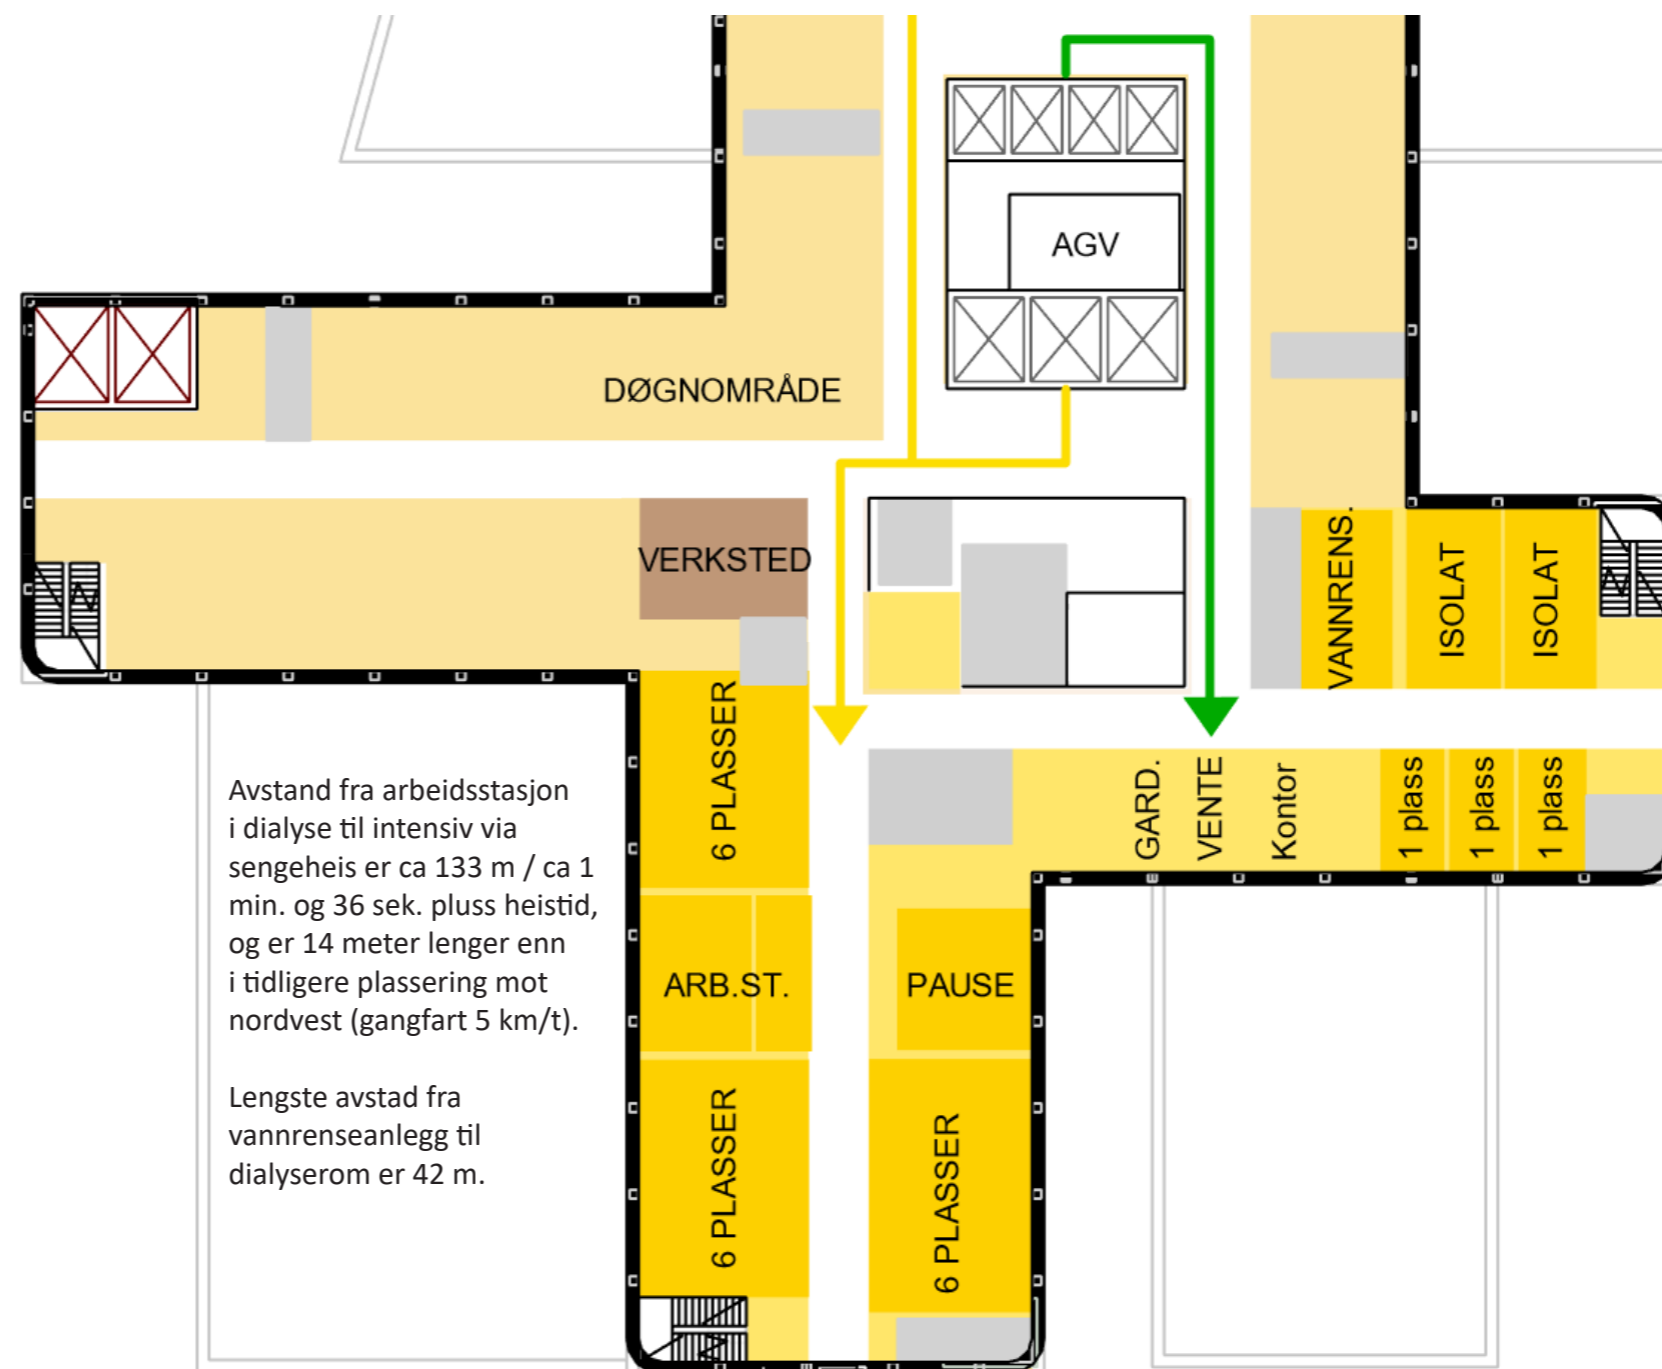 AGV
DØGNOMRÅDE
VERKSTED
VANNRENS.
ISOLAT
ISOLAT
6 PLASSER
GARD.
VENTE
Kontor
1 plass
1 plass
1 plass
Avstand fra arbeidsstasjon
i dialyse til intensiv via
sengeheis er ca 133 m / ca 1
min. og 36 sek. pluss heistid,
og er 14 meter lenger enn
i tidligere plassering mot
nordvest (gangfart 5 km/t).
Lengste avstad fra
vannrenseanlegg til
dialyserom er 42 m.
ARB.ST.
PAUSE
6 PLASSER
6 PLASSER